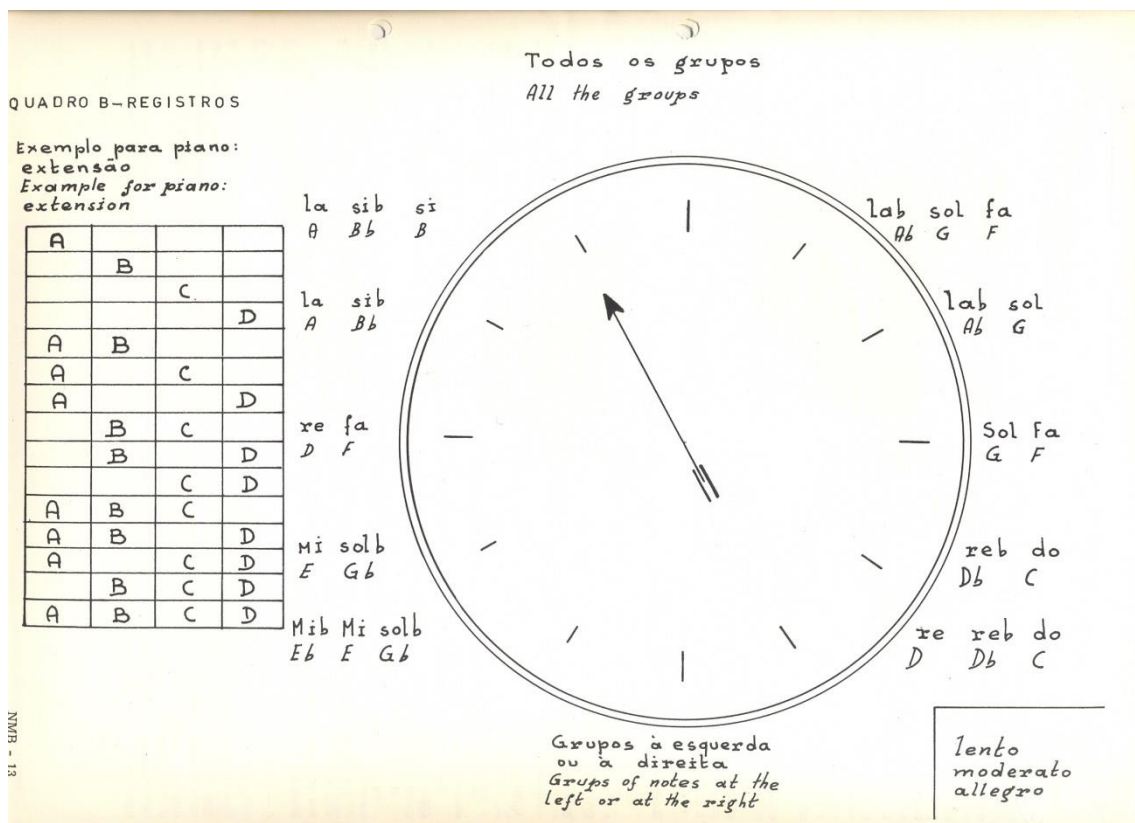 Todos os grupos
All the groups
QUADRO B-REGISTROS
Exemplo para piano:
extensão
Example for piano:
extension
A
B
C
D
A B
A C
A D
B C
B D
C D
A B C
A B D
A C D
B C D
A B C D
la sib si
A Bb B
la sib
A Bb
re fa
D F
Mi solb
E Gb
Mib Mi solb
Eb E Gb
lab sol fa
Ab G F
lab sol
Ab G
Sol Fa
G F
reb do
Db C
re reb do
D Db C
Grupos à esquerda
ou à direita
Grups of notes at the
left or at the right
lento
moderato
allegro
NMB - 13